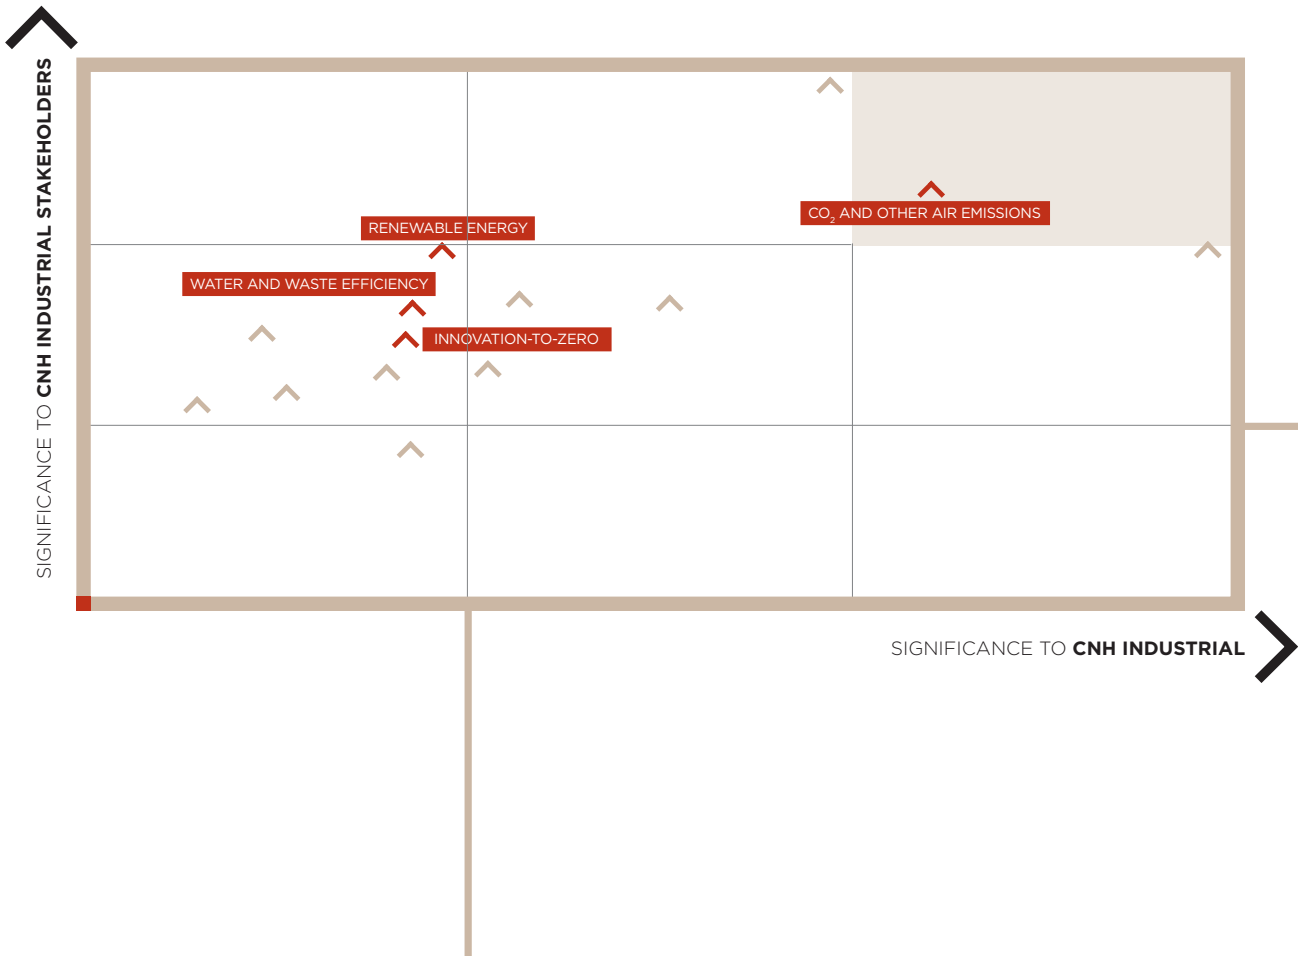 SIGNIFICANCE TO CNH INDUSTRIAL STAKEHOLDERS
RENEWABLE ENERGY
CO₂ AND OTHER AIR EMISSIONS
WATER AND WASTE EFFICIENCY
INNOVATION-TO-ZERO
SIGNIFICANCE TO CNH INDUSTRIAL